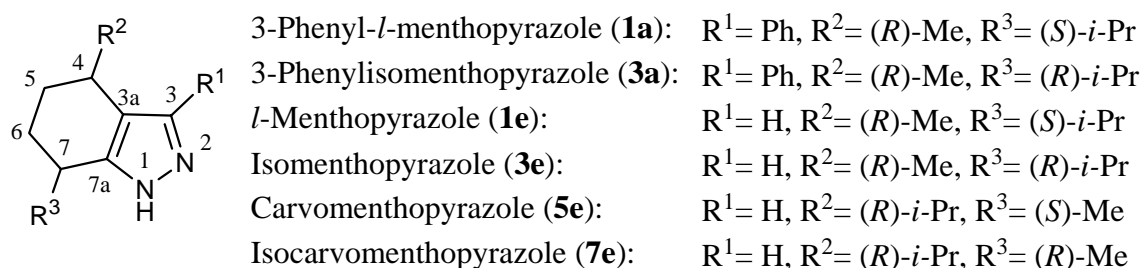 R² 3-Phenyl-l-menthopyrazole (1a): R¹= Ph, R²= (R)-Me, R³= (S)-i-Pr
4 R¹
5 3-Phenylisomenthopyrazole (3a): R¹= Ph, R²= (R)-Me, R³= (R)-i-Pr
3a 3
6 l-Menthopyrazole (1e): R¹= H, R²= (R)-Me, R³= (S)-i-Pr
7 1 N 2
7a N Isomenthopyrazole (3e): R¹= H, R²= (R)-Me, R³= (R)-i-Pr
R³ H Carvomenthopyrazole (5e): R¹= H, R²= (R)-i-Pr, R³= (S)-Me
Isocarvomenthopyrazole (7e): R¹= H, R²= (R)-i-Pr, R³= (R)-Me